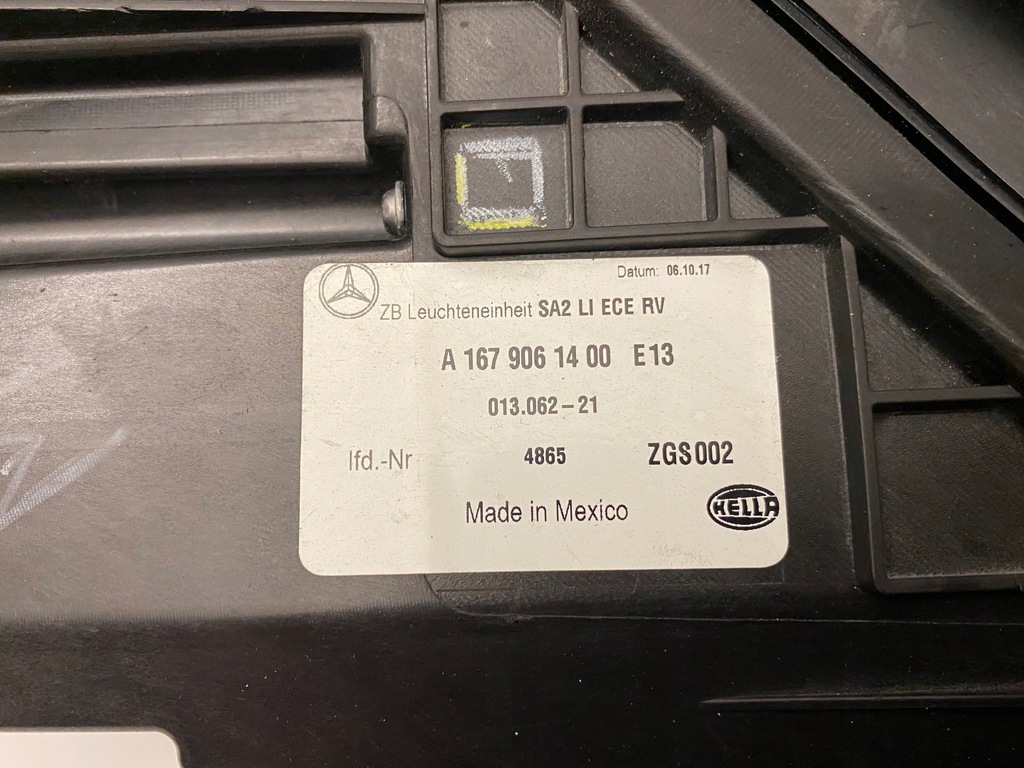 Datum: 06.10.17
ZB Leuchteneinheit SA2 LI ECE RV
A 167 906 14 00 E13
013.062-21
lfd.-Nr 4865 ZGS002
Made in Mexico
HELLA